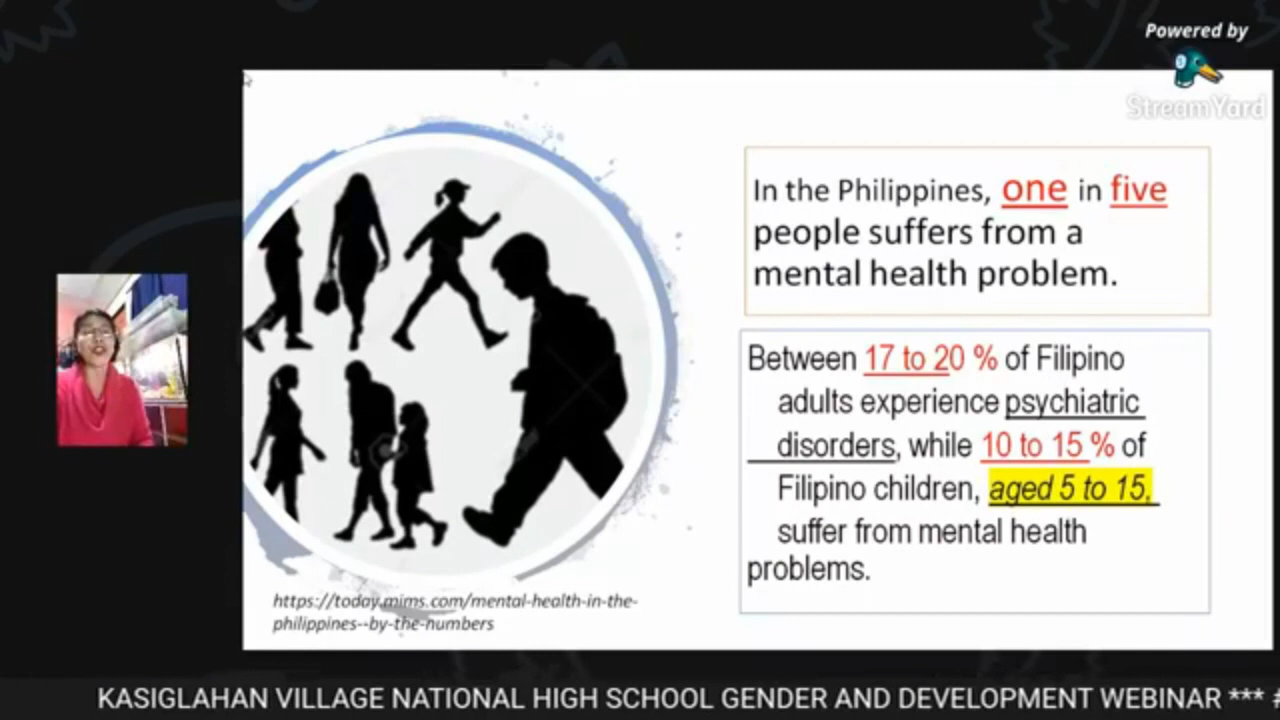 Powered by
StreamYard
In the Philippines, one in five
people suffers from a
mental health problem.
Between 17 to 20 % of Filipino
adults experience psychiatric
disorders, while 10 to 15 % of
Filipino children, aged 5 to 15,
suffer from mental health
problems.
https://today.mims.com/mental-health-in-the-
philippines--by-the-numbers
KASIGLAHAN VILLAGE NATIONAL HIGH SCHOOL GENDER AND DEVELOPMENT WEBINAR *** #